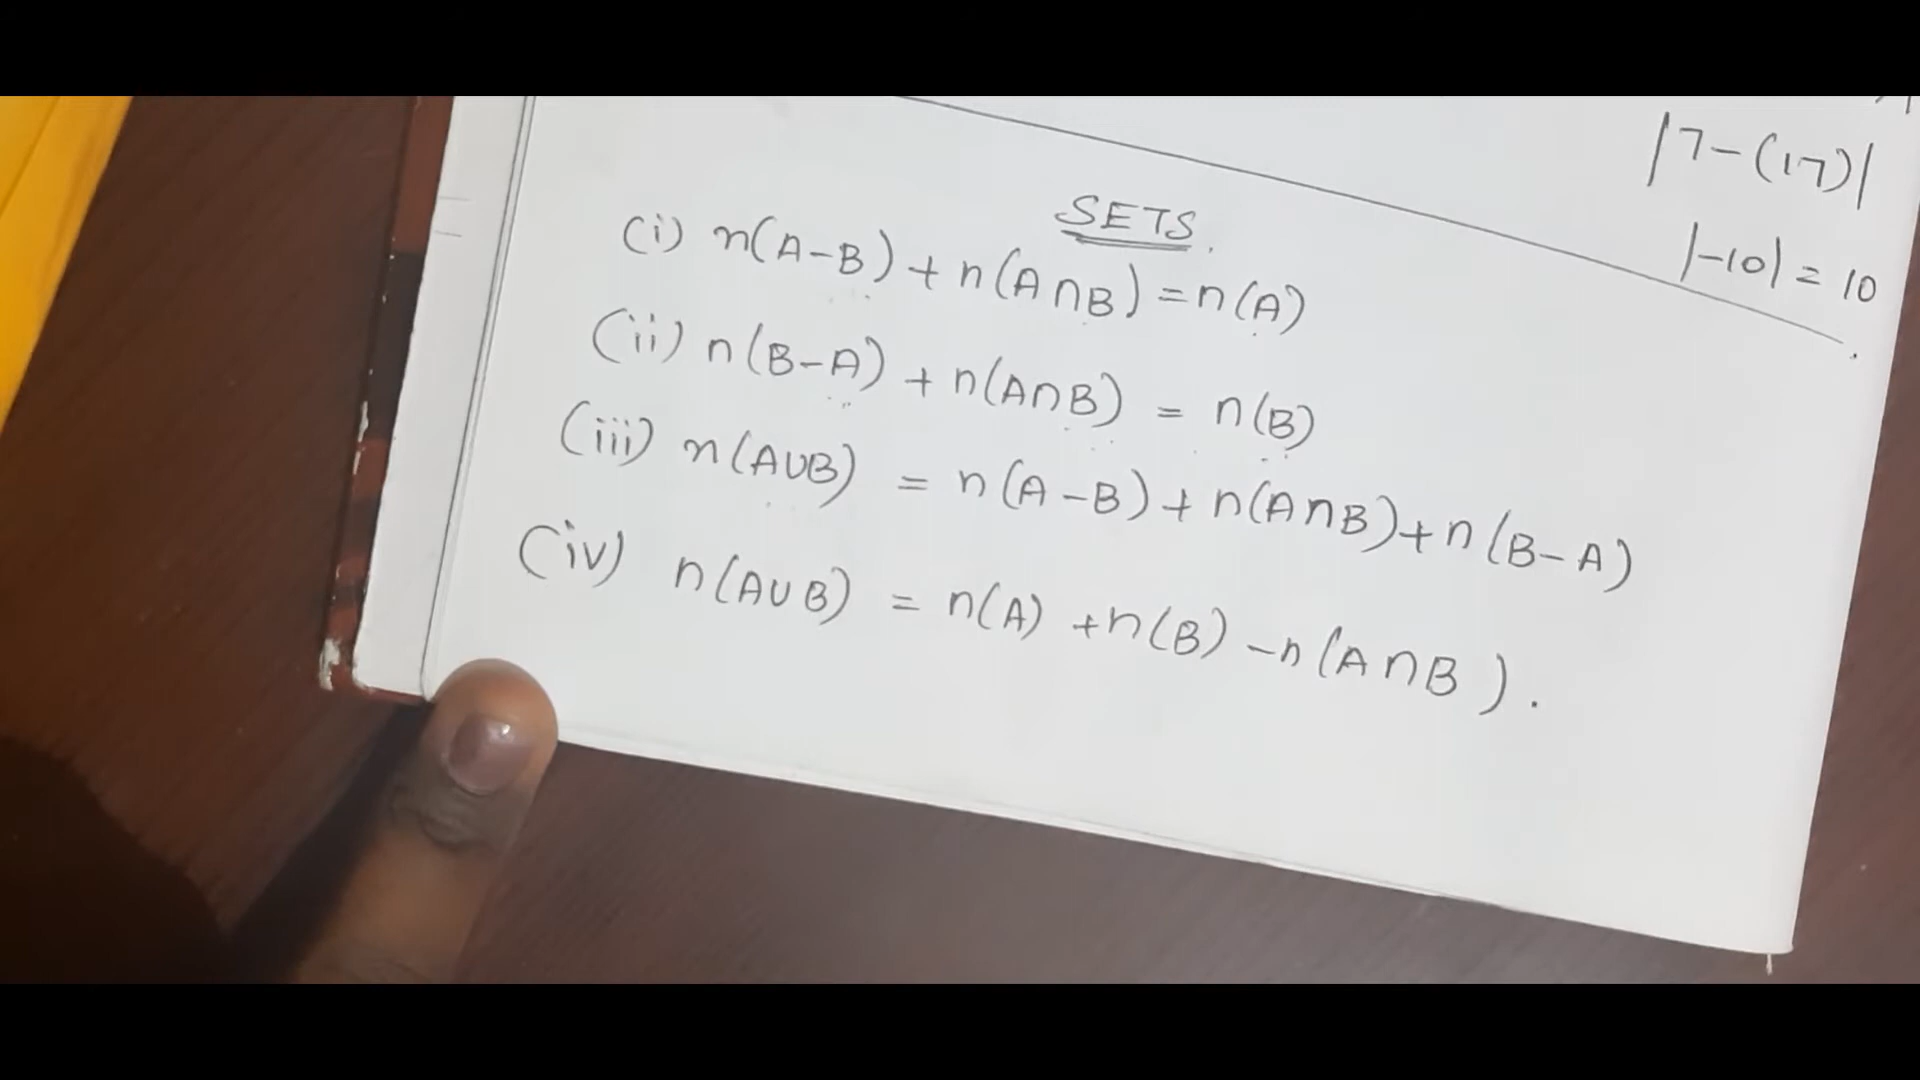 |7-(17)|
|-10| = 10
SETS.
(i) n(A-B) + n(A∩B) = n(A)
(ii) n(B-A) + n(A∩B) = n(B)
(iii) n(A∪B) = n(A-B) + n(A∩B) + n(B-A)
(iv) n(A∪B) = n(A) + n(B) - n(A∩B).